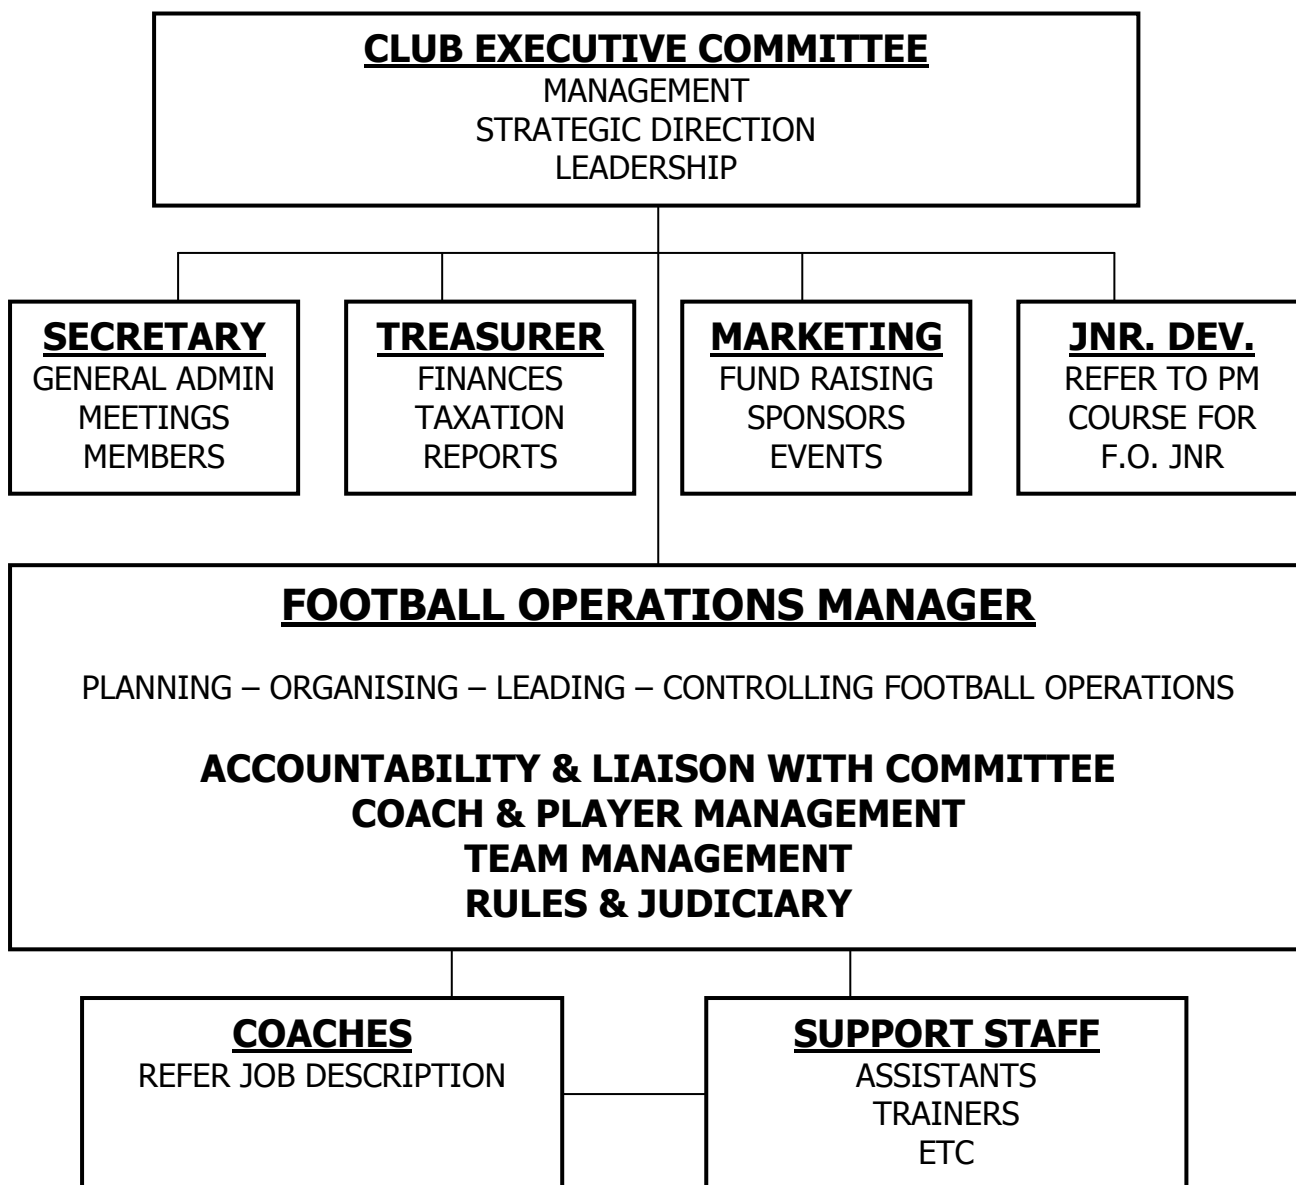 CLUB EXECUTIVE COMMITTEE
MANAGEMENT
STRATEGIC DIRECTION
LEADERSHIP
SECRETARY
GENERAL ADMIN
MEETINGS
MEMBERS
TREASURER
FINANCES
TAXATION
REPORTS
MARKETING
FUND RAISING
SPONSORS
EVENTS
JNR. DEV.
REFER TO PM
COURSE FOR
F.O. JNR
FOOTBALL OPERATIONS MANAGER
PLANNING – ORGANISING – LEADING – CONTROLLING FOOTBALL OPERATIONS
ACCOUNTABILITY & LIAISON WITH COMMITTEE
COACH & PLAYER MANAGEMENT
TEAM MANAGEMENT
RULES & JUDICIARY
COACHES
REFER JOB DESCRIPTION
SUPPORT STAFF
ASSISTANTS
TRAINERS
ETC